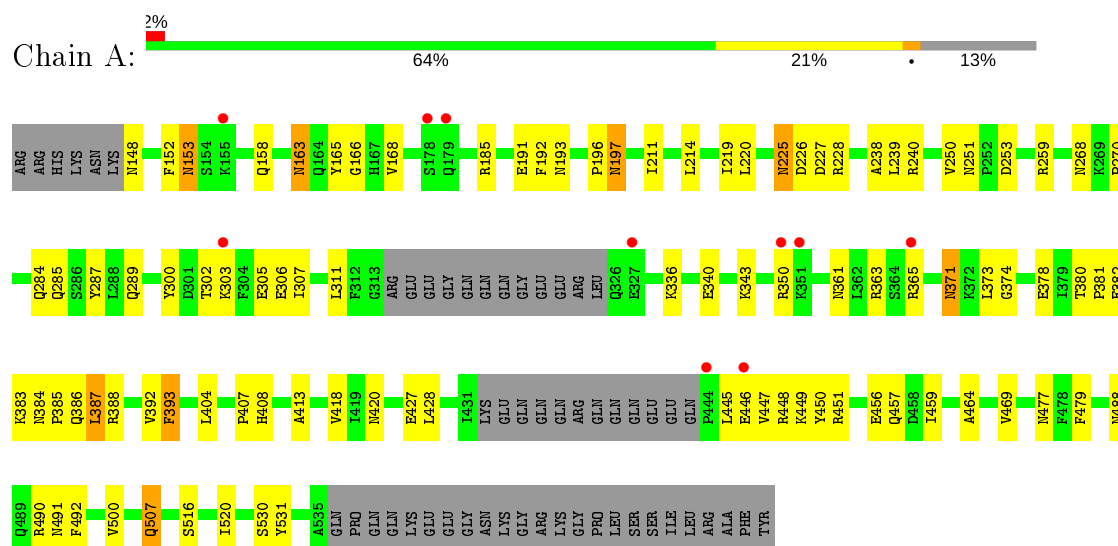 2%
Chain A:
64% 21% • 13%
ARG ARG HIS LYS ASN LYS N148 F152 N153 S154 K155 Q158 N163 Q164 Y165 G166 H167 V168 S178 Q179 R185 E191 F192 N193 P196 N197 I211 L214 I219 L220 N225 D226 D227 R228 A238 L239 R240 V250 N251 P252 D253 R259 N268 K269
Q284 Q285 S286 Y287 L288 Q289 Y300 D301 T302 K303 F304 E305 E306 I307 L311 F312 G313 ARG GLU GLU GLY GLN GLN GLN GLY GLU GLU ARG LEU Q326 E327 K336 E340 K343 R350 K351 N361 L362 R363 S364 R365 N371 K372 L373 G374 E378 I379 T380 P381
K383 N384 P385 Q386 L387 R388 V392 F393 L404 P407 H408 A413 V418 I419 N420 E427 L428 I431 LYS GLU GLN GLN GLN ARG GLN GLN GLN GLU GLU GLN P444 L445 E446 V447 R448 K449 Y450 R451 E456 Q457 D458 I459 A464 V469 N477 F478 F479
Q489 R490 N491 F492 V500 Q507 S516 I520 S530 Y531 A535 GLN PRO GLN GLN LYS GLU GLU GLY ASN LYS GLY ARG LYS GLY PRO LEU SER SER ILE LEU ARG ALA PHE TYR